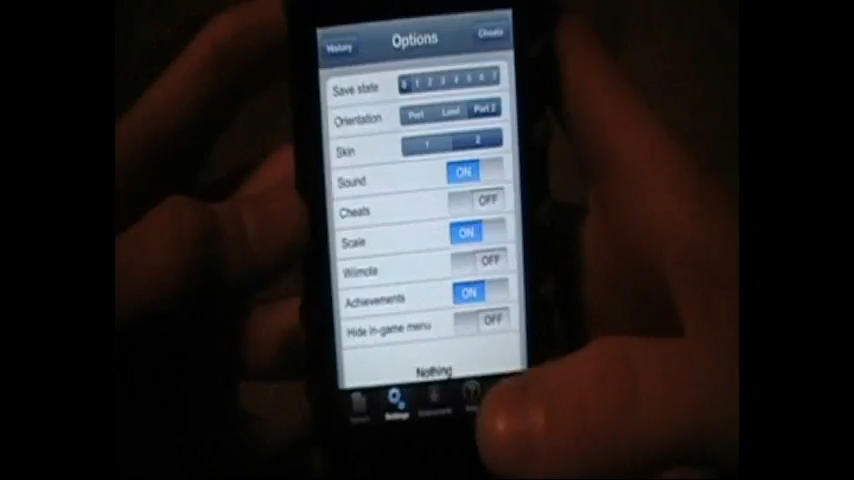 History Options Cheats
Save state 0 1 2 3 4 5 6 7
Orientation Port Land Port 2
Skin 1 2
Sound ON
Cheats OFF
Scale ON
Wiimote OFF
Achievements ON
Hide in-game menu OFF
Nothing
Settings